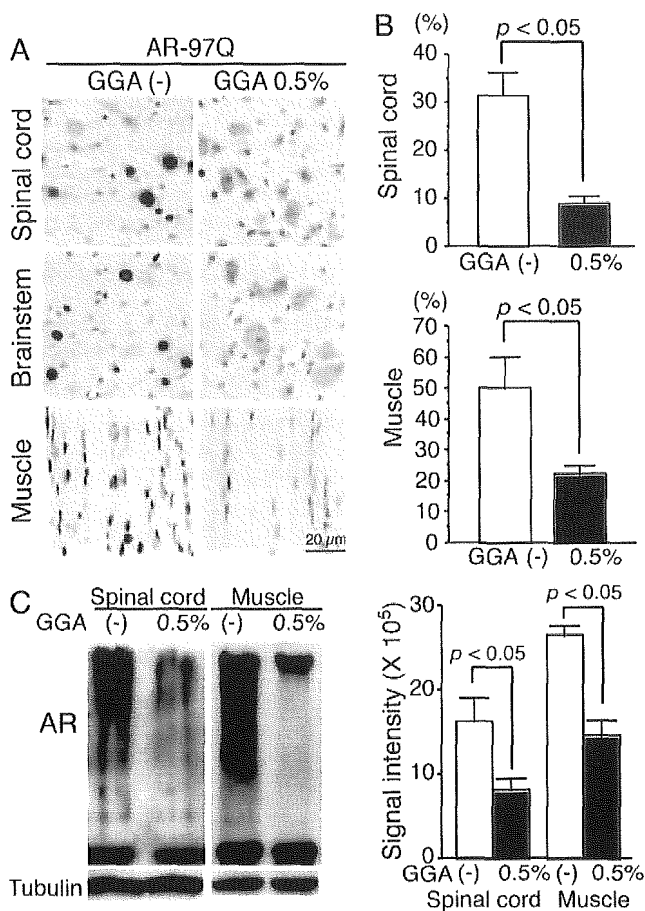 A
AR-97Q
GGA (-) GGA 0.5%
Spinal cord
Brainstem
Muscle
20 µm
B
(%)
p < 0.05
Spinal cord
40
30
20
10
0
GGA (-) 0.5%
(%)
p < 0.05
Muscle
70
60
50
40
30
20
10
0
GGA (-) 0.5%
C
Spinal cord Muscle
GGA (-) 0.5% (-) 0.5%
AR
Tubulin
Signal intensity (X 10⁵)
30
20
10
0
p < 0.05
p < 0.05
GGA (-) 0.5% (-) 0.5%
Spinal cord Muscle